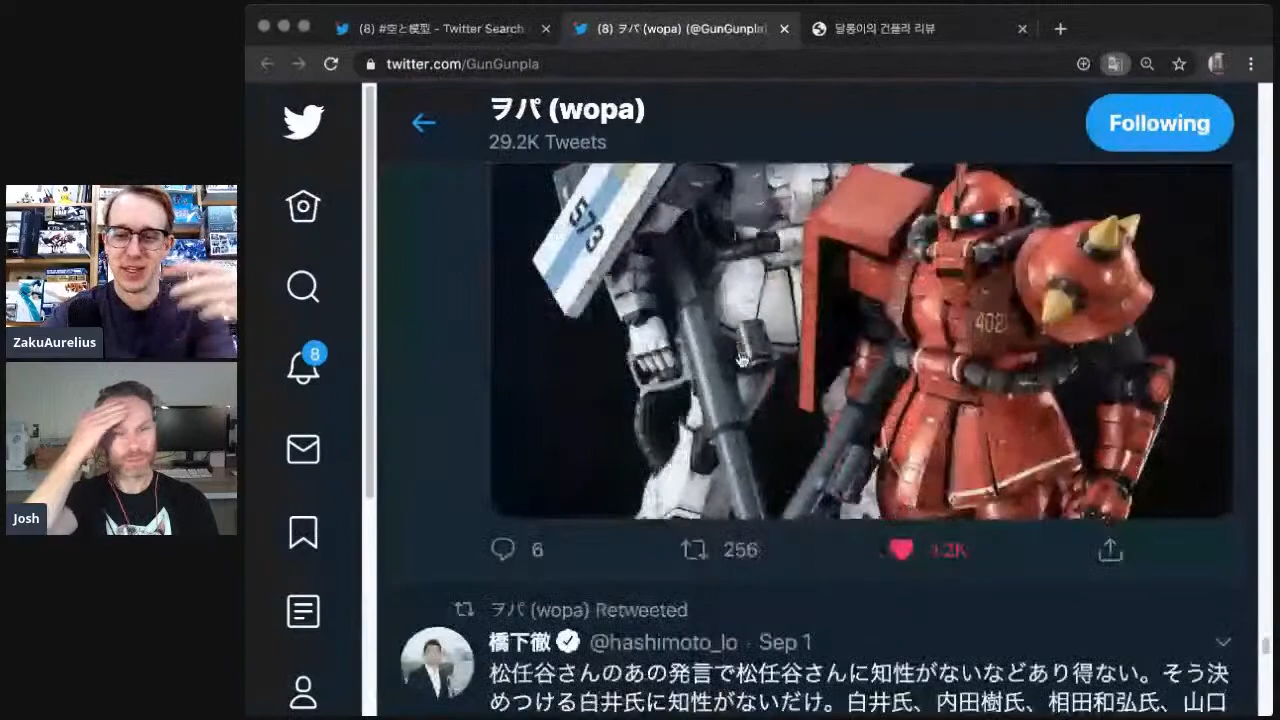 (8) #空と模型 - Twitter Search
(8) ヲパ (wopa) (@GunGunpla)
달롱이의 건플라 리뷰
twitter.com/GunGunpla
ヲパ (wopa)
29.2K Tweets
Following
8
573
402
ZakuAurelius
Josh
6
256
1.2K
ヲパ (wopa) Retweeted
橋下徹 @hashimoto_lo · Sep 1
松任谷さんのあの発言で松任谷さんに知性がないなどあり得ない。そう決
めつける白井氏に知性がないだけ。白井氏、内田樹氏、相田和弘氏、山口